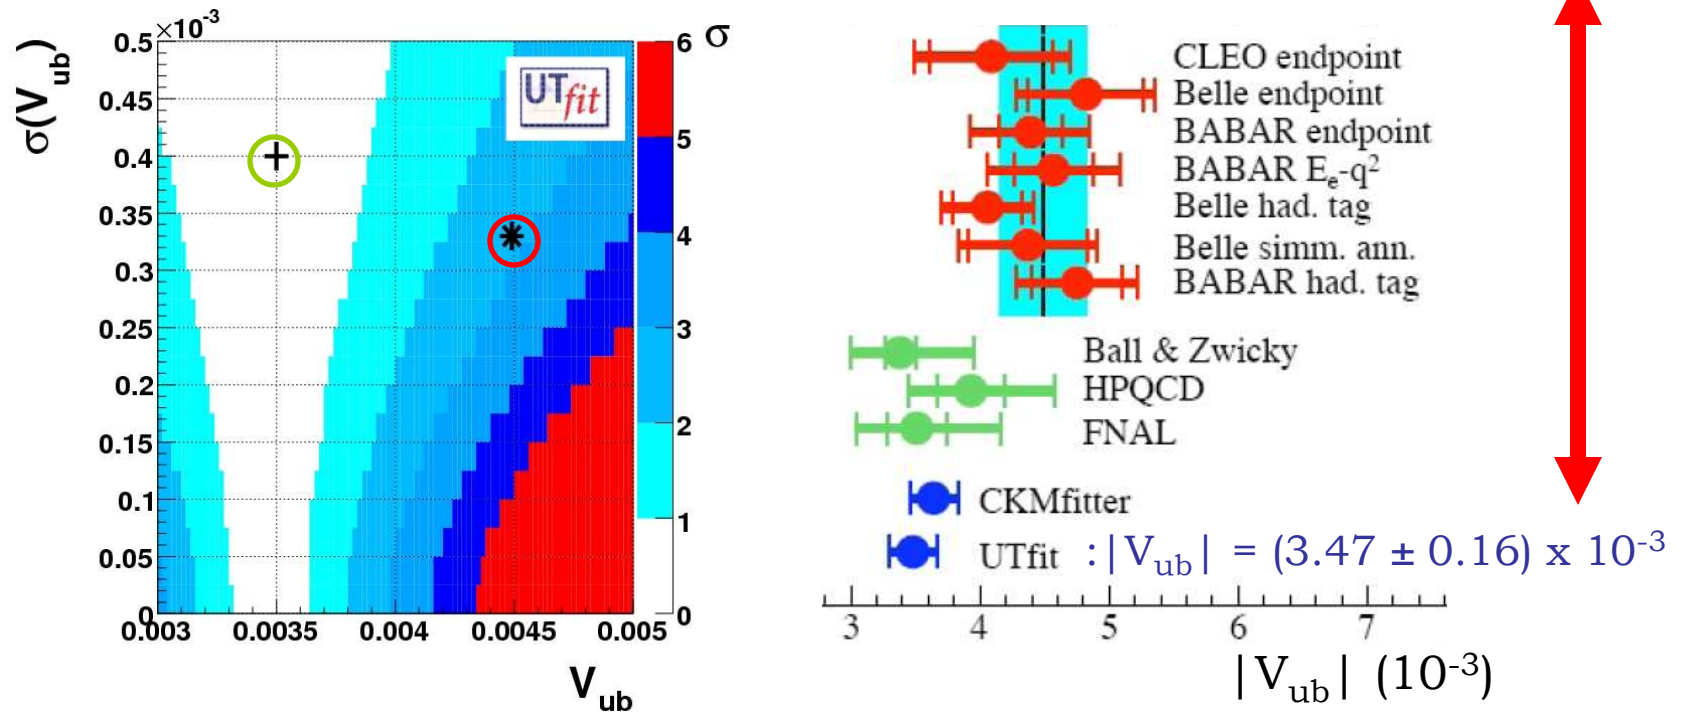 ×10⁻³
σ(V_ub)
0.5
0.45
0.4
0.35
0.3
0.25
0.2
0.15
0.1
0.05
0
0.003 0.0035 0.004 0.0045 0.005
V_ub
UTfit
6 σ
5
4
3
2
1
0
CLEO endpoint
Belle endpoint
BABAR endpoint
BABAR E_e-q²
Belle had. tag
Belle simm. ann.
BABAR had. tag
Ball & Zwicky
HPQCD
FNAL
CKMfitter
UTfit :|V_ub| = (3.47 ± 0.16) x 10⁻³
3 4 5 6 7
|V_ub| (10⁻³)